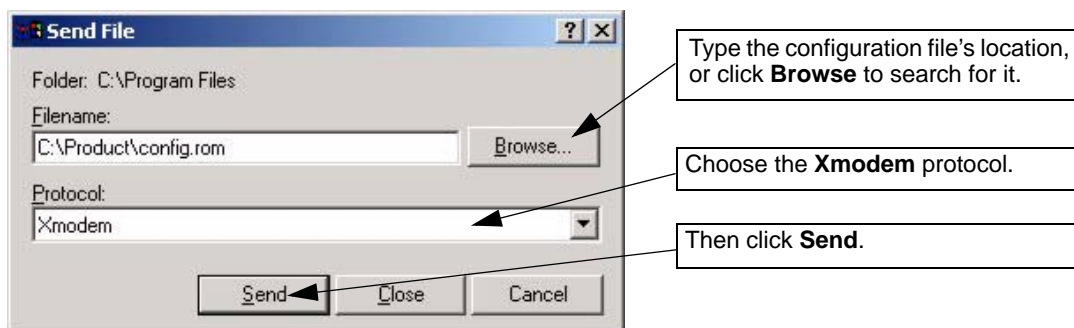 Send File
? X
Folder: C:\Program Files
Filename:
C:\Product\config.rom
Browse...
Protocol:
Xmodem
Send
Close
Cancel
Type the configuration file's location,
or click Browse to search for it.
Choose the Xmodem protocol.
Then click Send.